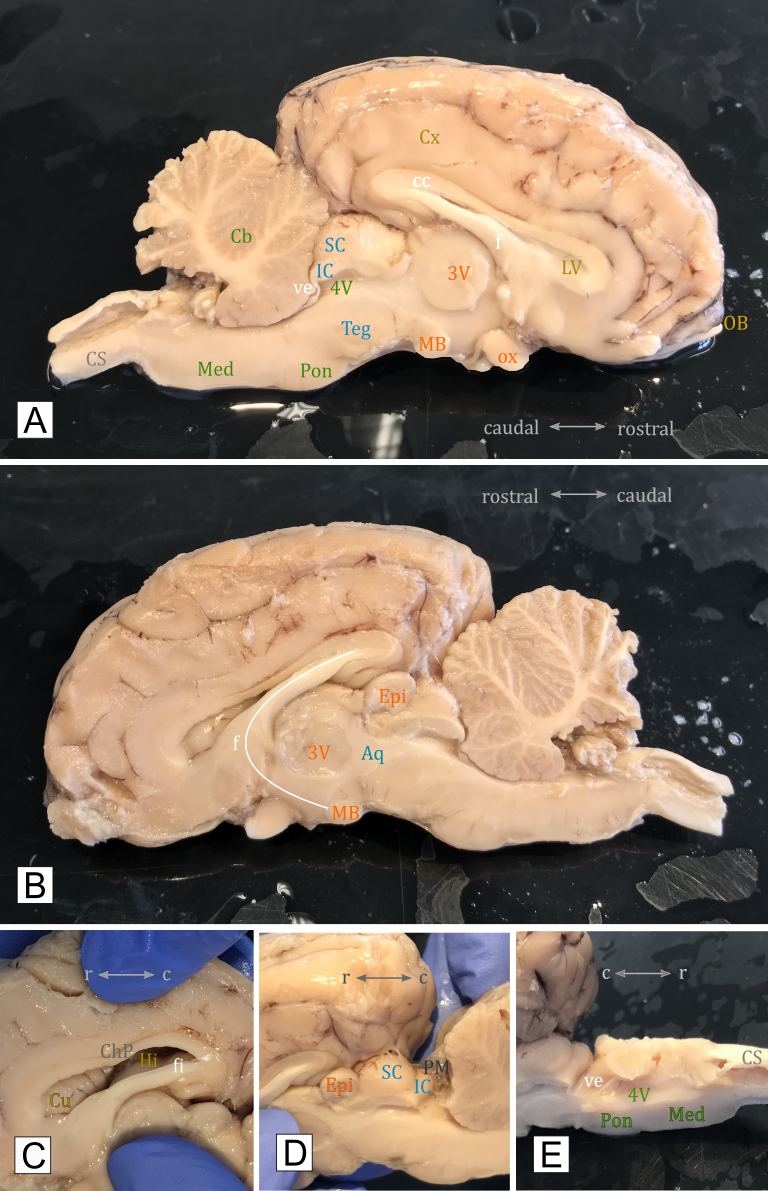 Cx
cc
Cb
SC
f
IC
3V
LV
ve
4V
OB
Teg
MB
ox
CS
Med
Pon
A
caudal
rostral
rostral
caudal
Epi
f
3V
Aq
MB
B
r
c
ChP
Hi
fi
Cu
C
r
c
PM
SC
Epi
IC
D
c
r
CS
ve
4V
Pon
Med
E